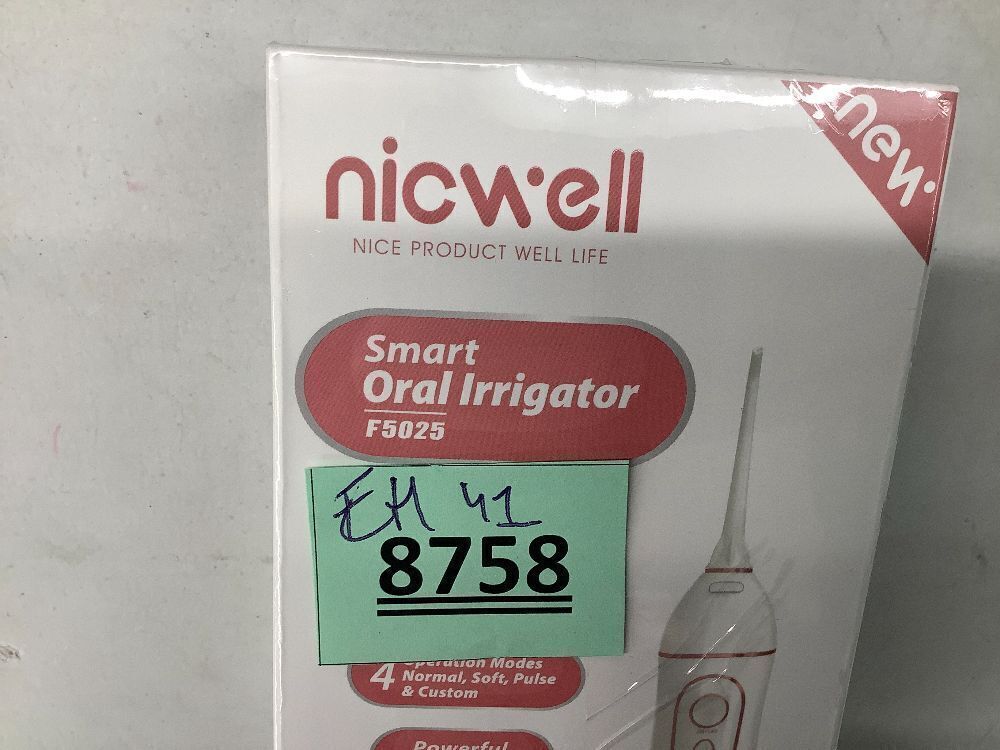 new
nicwell
NICE PRODUCT WELL LIFE
Smart
Oral Irrigator
F5025
EH 41
8758
4 Operation Modes
Normal, Soft, Pulse
& Custom
Powerful